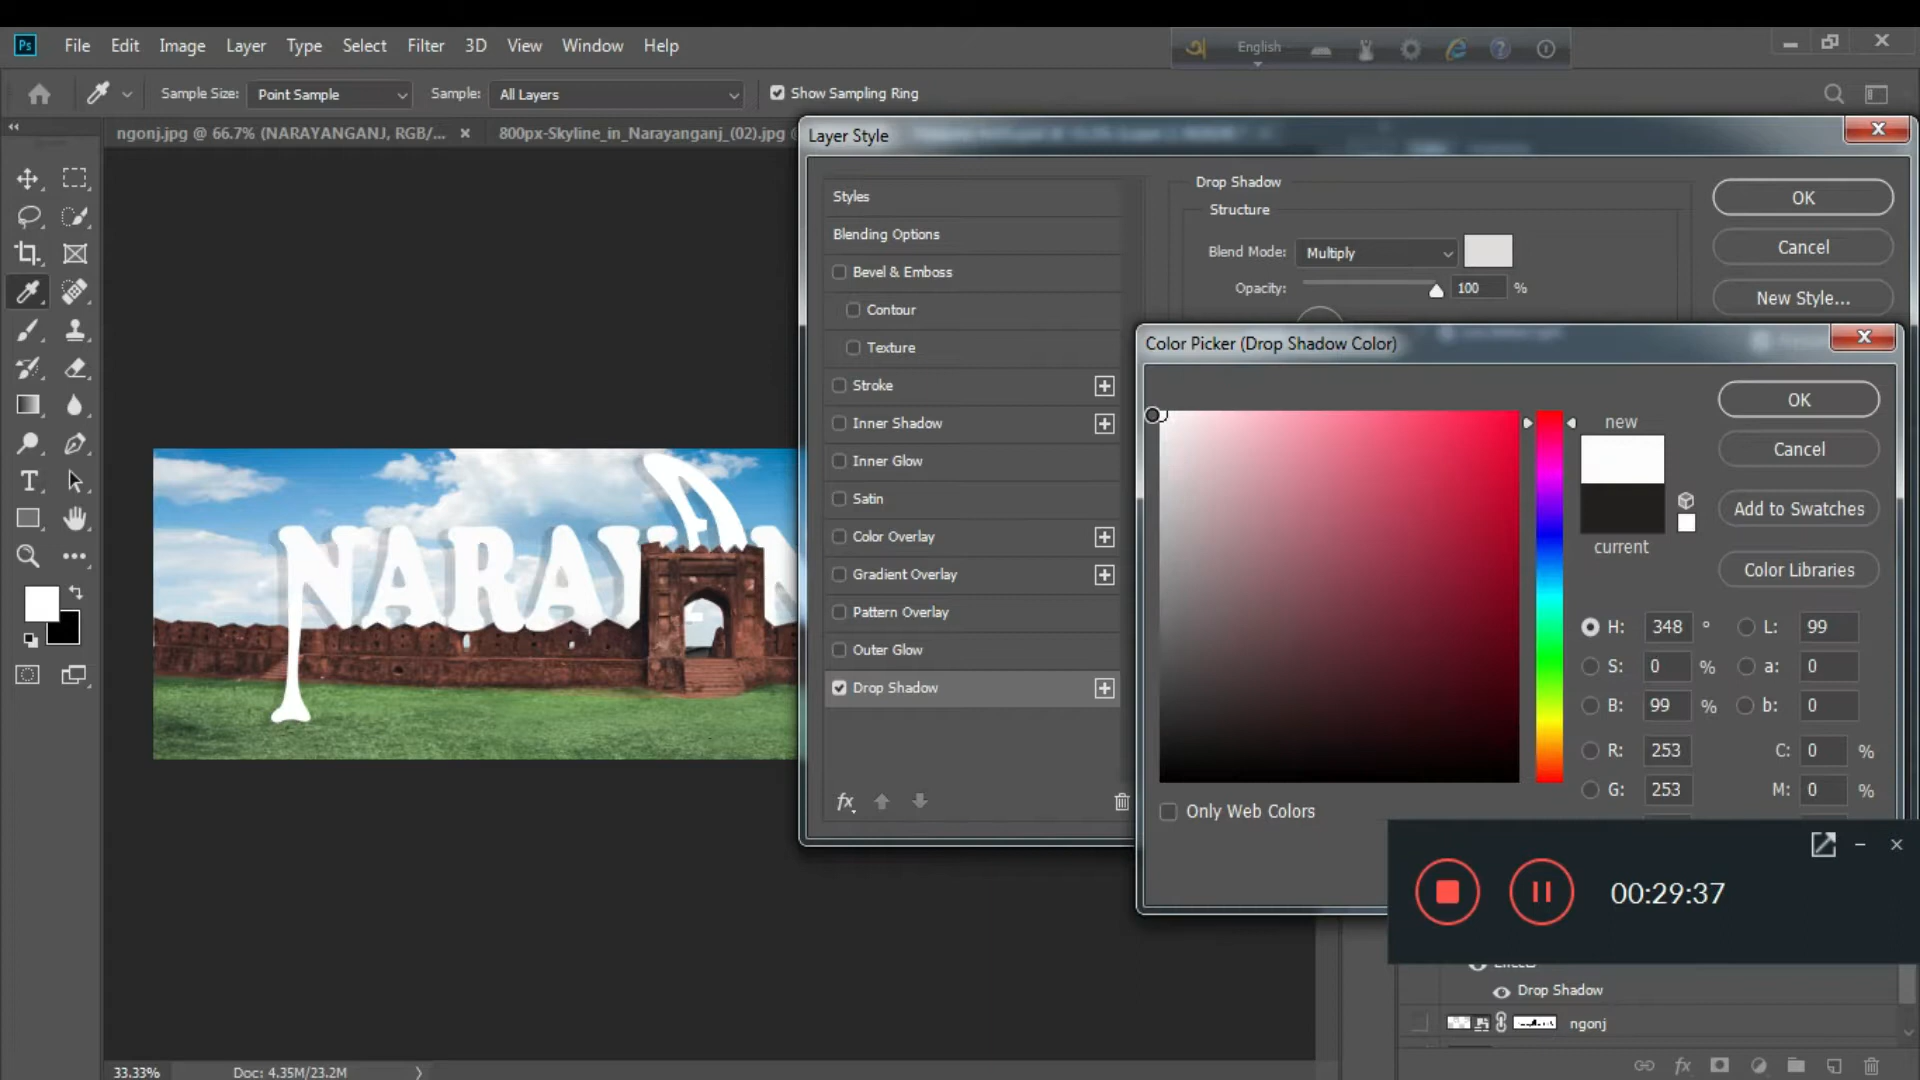 Ps File Edit Image Layer Type Select Filter 3D View Window Help
অ English
Sample Size: Point Sample Sample: All Layers Show Sampling Ring
ngonj.jpg @ 66.7% (NARAYANGANJ, RGB/... × 800px-Skyline_in_Narayanganj_(02).jpg @
Layer Style
Styles
Blending Options
Bevel & Emboss
Contour
Texture
Stroke
Inner Shadow
Inner Glow
Satin
Color Overlay
Gradient Overlay
Pattern Overlay
Outer Glow
Drop Shadow
fx
Drop Shadow
Structure
Blend Mode: Multiply
Opacity: 100 %
OK
Cancel
New Style...
Color Picker (Drop Shadow Color)
new
current
OK
Cancel
Add to Swatches
Color Libraries
H: 348 ° L: 99
S: 0 % a: 0
B: 99 % b: 0
R: 253 C: 0 %
G: 253 M: 0 %
Only Web Colors
NARAYAN
00:29:37
Drop Shadow
ngonj
fx
33.33% Doc: 4.35M/23.2M